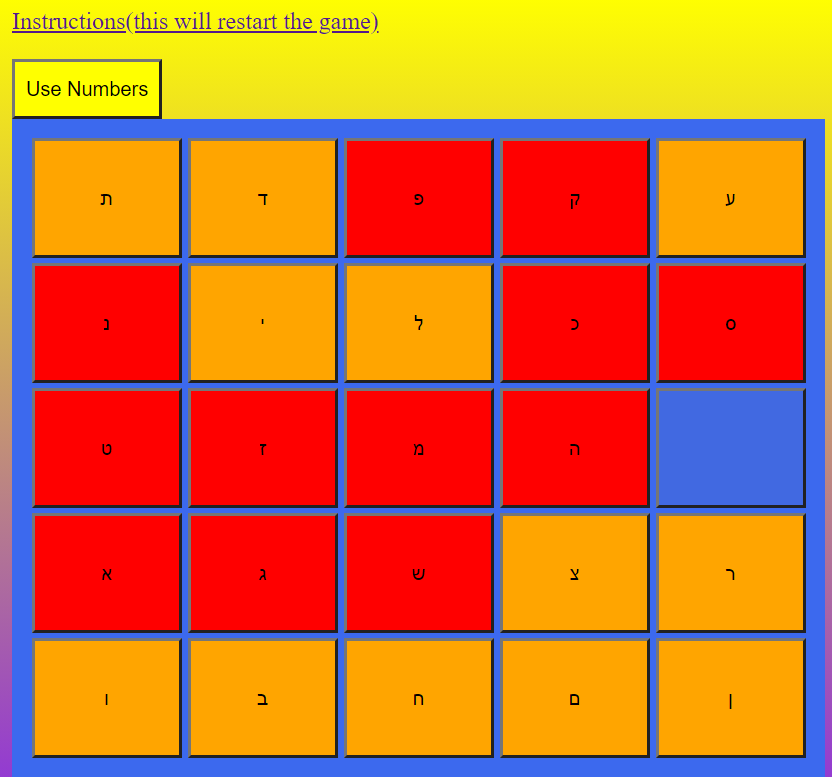 Instructions(this will restart the game)
Use Numbers
ע ק פ ד ת
ס כ ל י נ
ה מ ז ט
ר צ ש ג א
ן ם ח ב ו